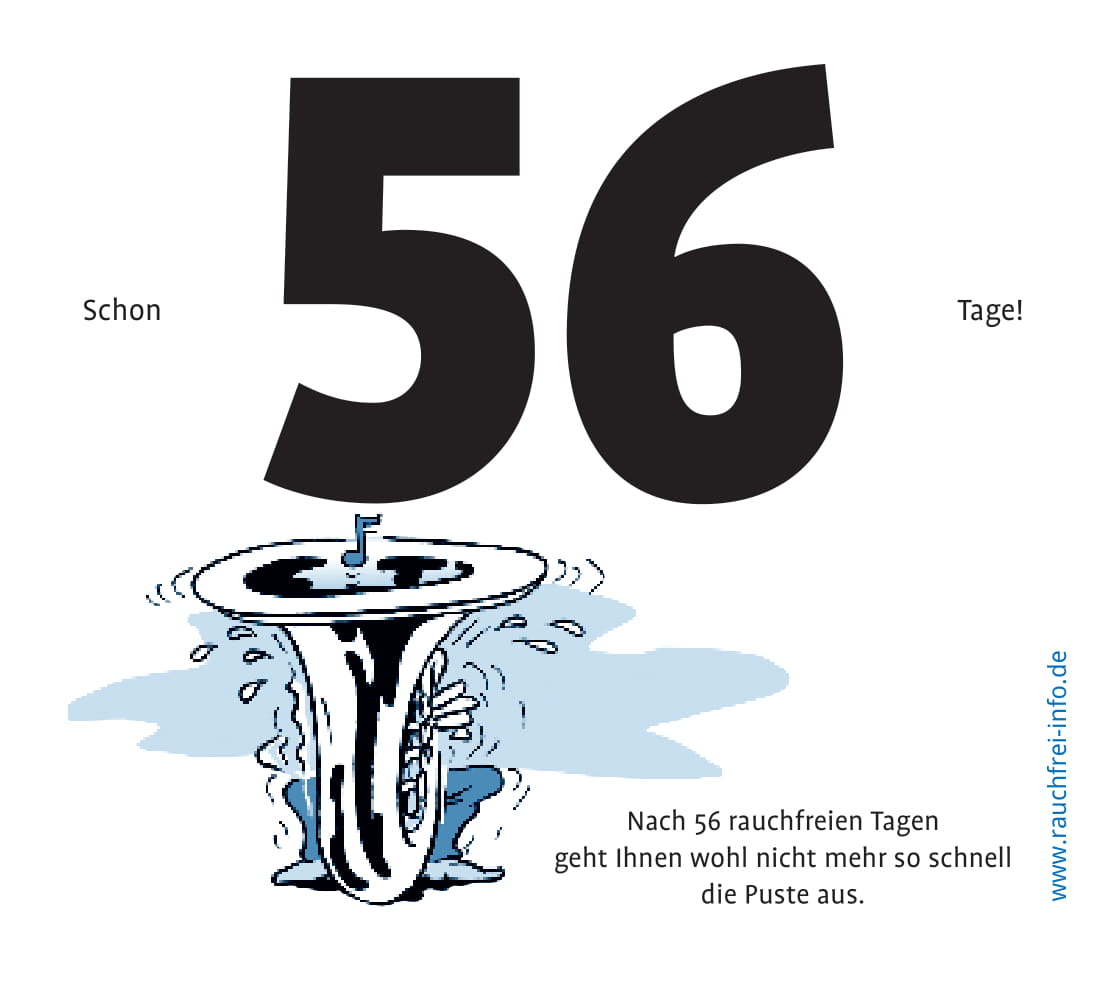 Schon
56
Tage!
Nach 56 rauchfreien Tagen
geht Ihnen wohl nicht mehr so schnell
die Puste aus.
www.rauchfrei-info.de